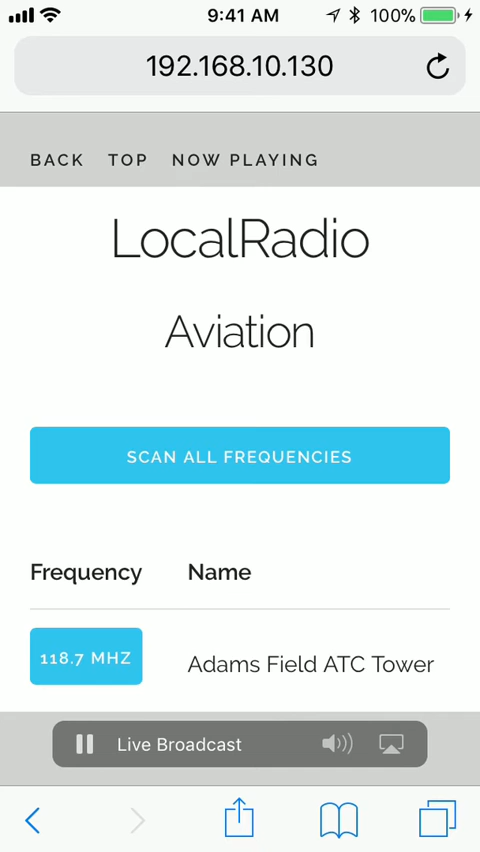 9:41 AM 100%
192.168.10.130
BACK TOP NOW PLAYING
LocalRadio
Aviation
SCAN ALL FREQUENCIES
Frequency Name
118.7 MHZ Adams Field ATC Tower
Live Broadcast